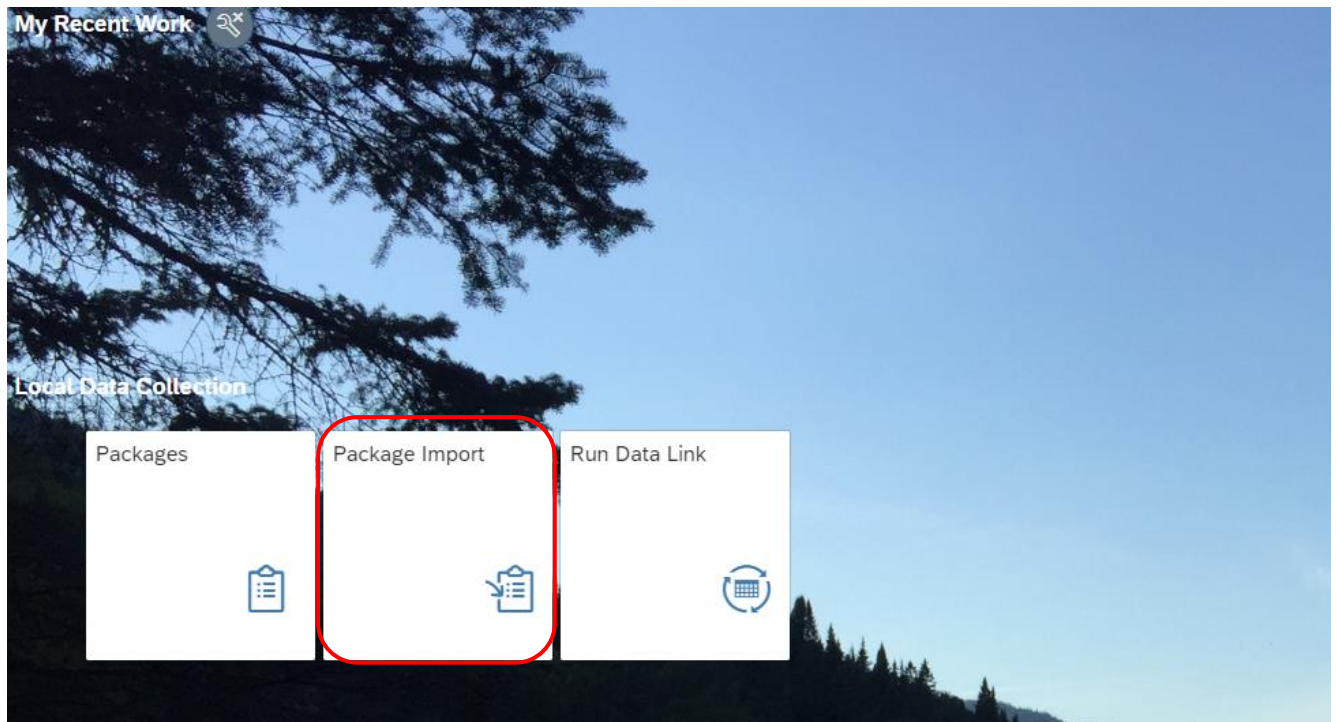 My Recent Work
Local Data Collection
Packages
Package Import
Run Data Link